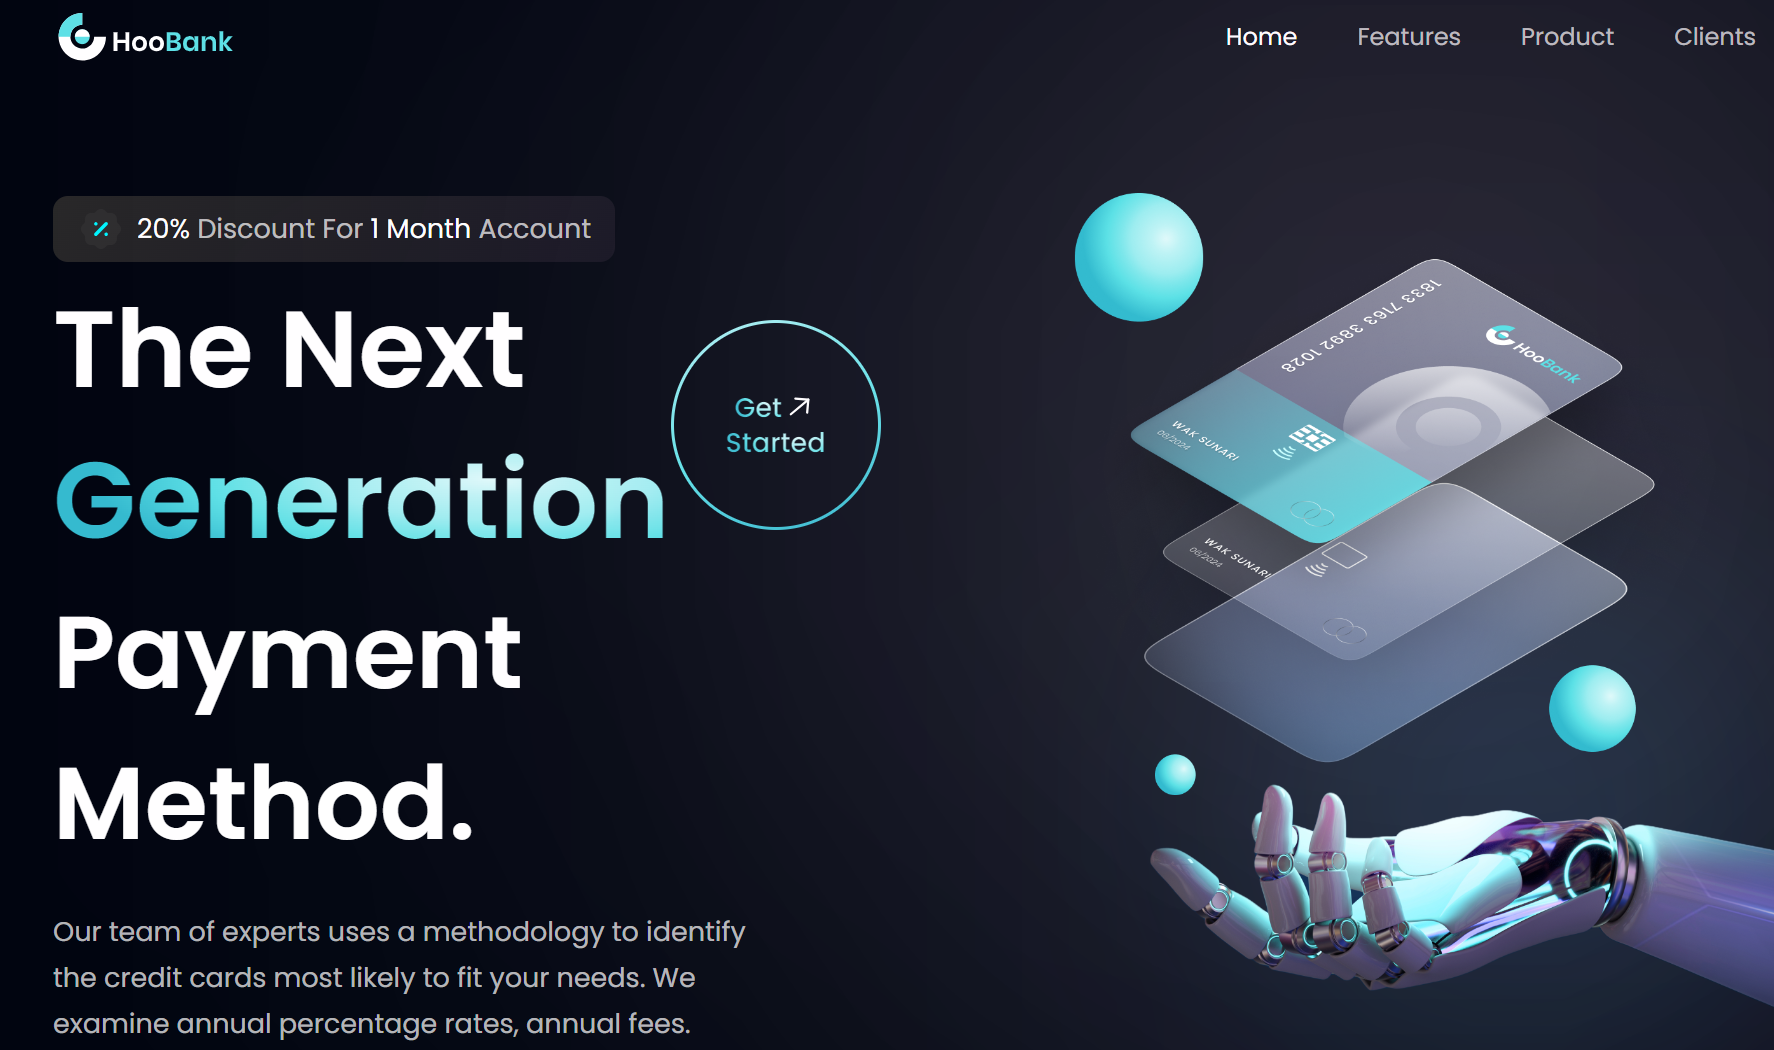 HooBank
Home Features Product Clients
20% Discount For 1 Month Account
The Next
Generation
Payment
Method.
Get
Started
Our team of experts uses a methodology to identify
the credit cards most likely to fit your needs. We
examine annual percentage rates, annual fees.
1833 7163 3892 1028
HooBank
WAK SUNARI
06/2024
WAK SUNARI
06/2024